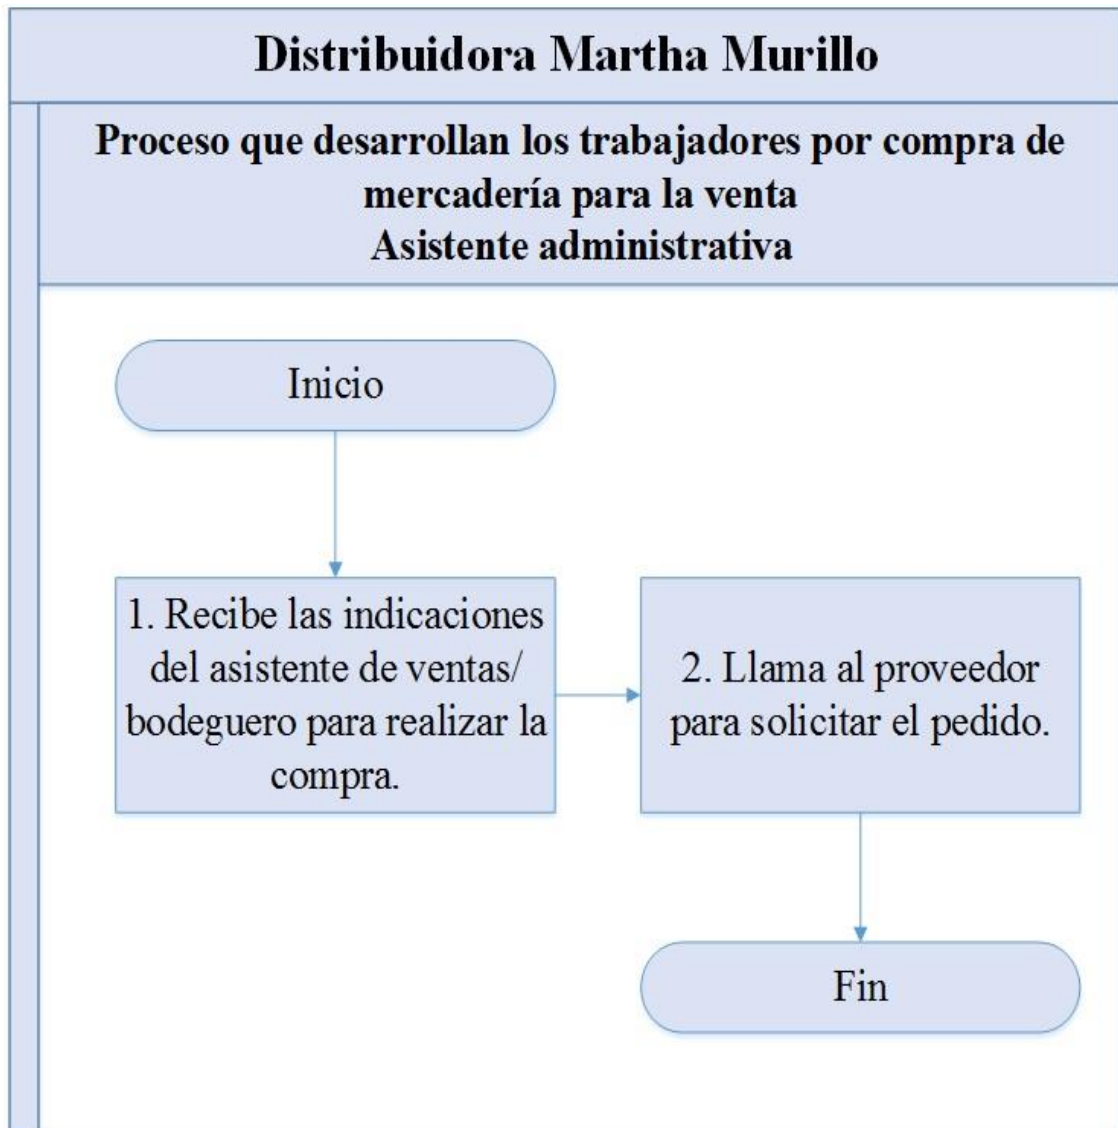 Distribuidora Martha Murillo
Proceso que desarrollan los trabajadores por compra de
mercadería para la venta
Asistente administrativa
Inicio
1. Recibe las indicaciones
del asistente de ventas/
bodeguero para realizar la
compra.
2. Llama al proveedor
para solicitar el pedido.
Fin